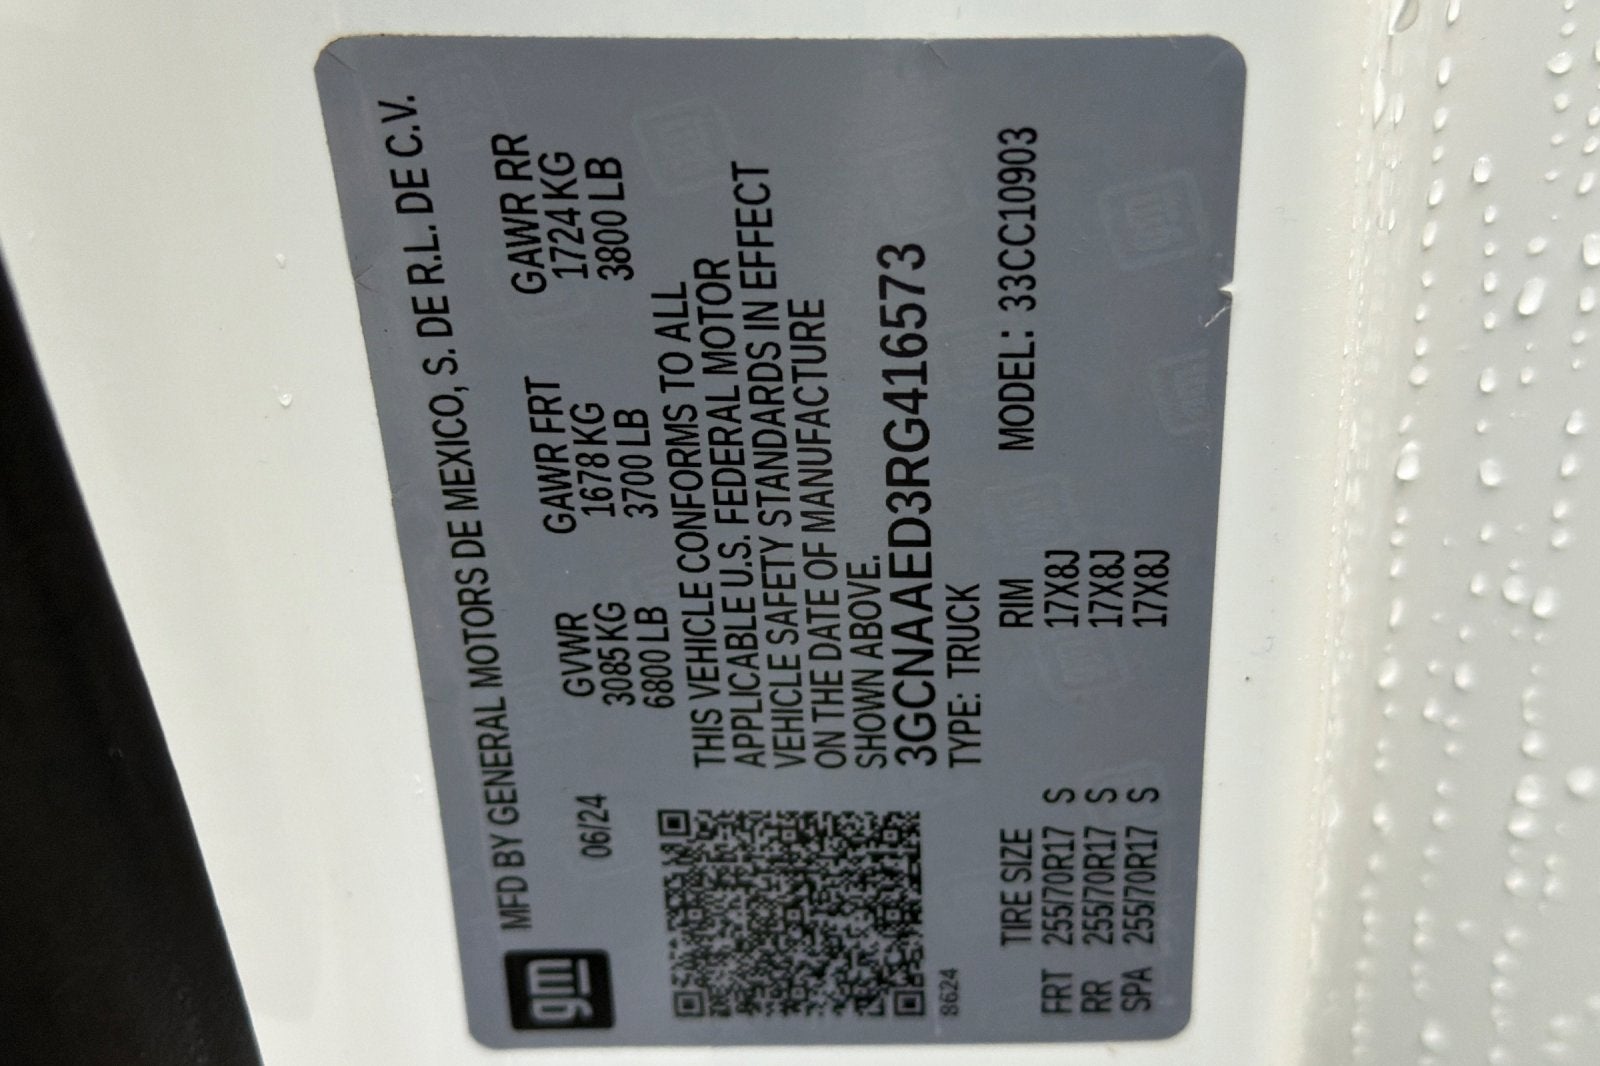 gm
MFD BY GENERAL MOTORS DE MEXICO, S. DE R.L. DE C.V.
06/24
GVWR GAWR FRT GAWR RR
3085 KG 1678 KG 1724 KG
6800 LB 3700 LB 3800 LB
THIS VEHICLE CONFORMS TO ALL
APPLICABLE U.S. FEDERAL MOTOR
VEHICLE SAFETY STANDARDS IN EFFECT
ON THE DATE OF MANUFACTURE
SHOWN ABOVE.
3GCNAAED3RG416573
TYPE: TRUCK
8624
TIRE SIZE RIM MODEL: 33CC10903
FRT 255/70R17 S 17X8J
RR 255/70R17 S 17X8J
SPA 255/70R17 S 17X8J